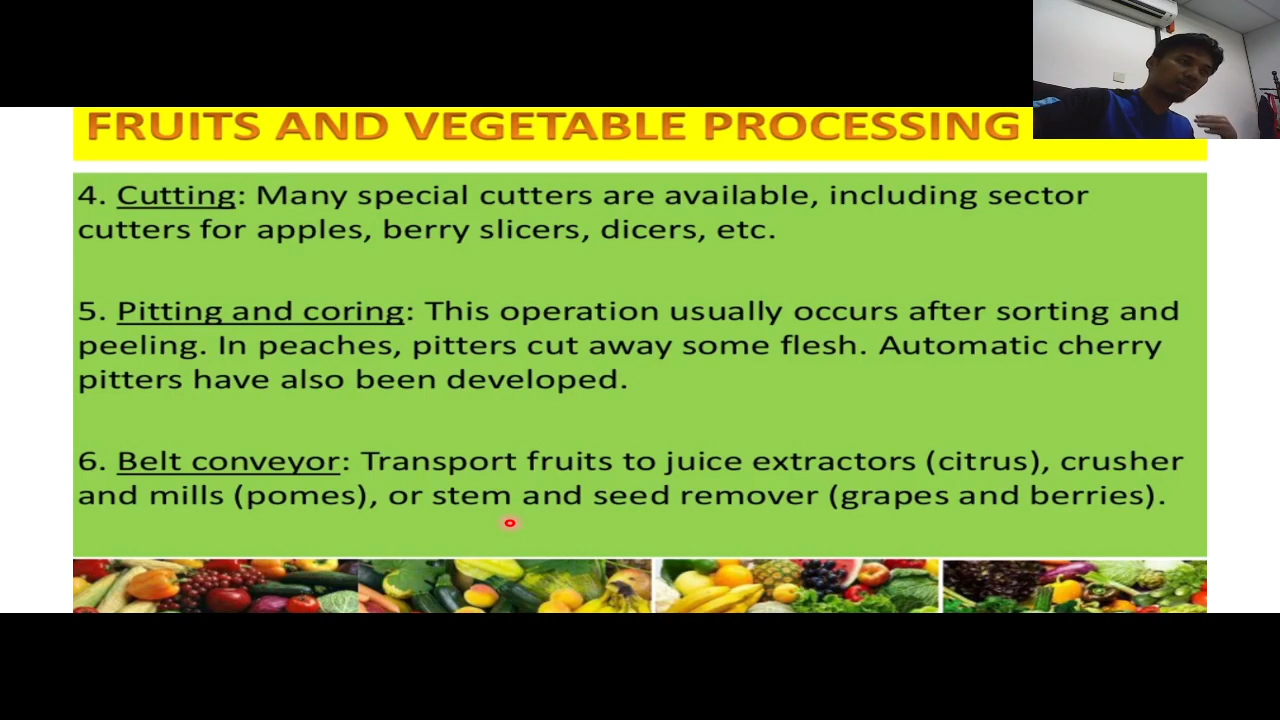 FRUITS AND VEGETABLE PROCESSING
4. Cutting: Many special cutters are available, including sector
cutters for apples, berry slicers, dicers, etc.
5. Pitting and coring: This operation usually occurs after sorting and
peeling. In peaches, pitters cut away some flesh. Automatic cherry
pitters have also been developed.
6. Belt conveyor: Transport fruits to juice extractors (citrus), crusher
and mills (pomes), or stem and seed remover (grapes and berries).